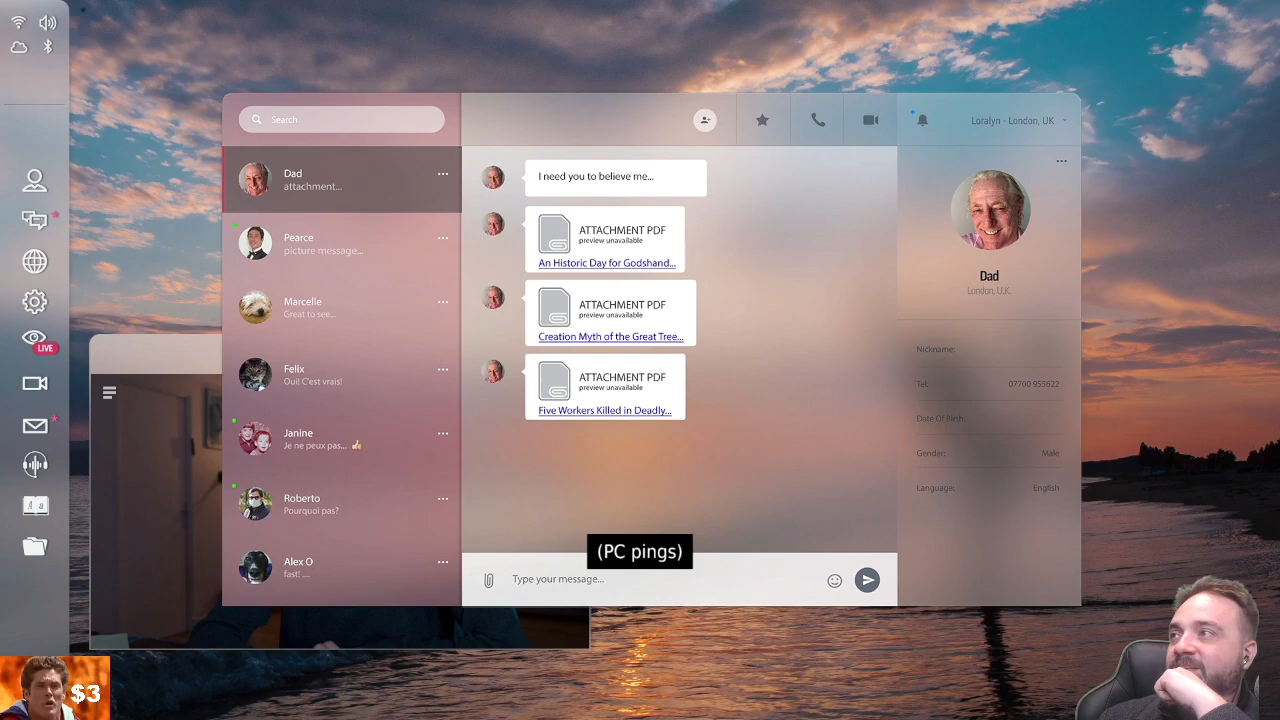 Search
Loralyn - London, UK
Dad
attachment...
Pearce
picture message...
Marcelle
Great to see...
Felix
Oui! C'est vrais!
Janine
Je ne peux pas... 👍
Roberto
Pourquoi pas?
Alex O
fast! ....
I need you to believe me...
ATTACHMENT PDF
preview unavailable
An Historic Day for Godshand...
ATTACHMENT PDF
preview unavailable
Creation Myth of the Great Tree...
ATTACHMENT PDF
preview unavailable
Five Workers Killed in Deadly...
(PC pings)
Type your message...
Dad
London, U.K.
Nickname:
Tel: 07700 955622
Date Of Birth:
Gender: Male
Language: English
LIVE
A a
$3